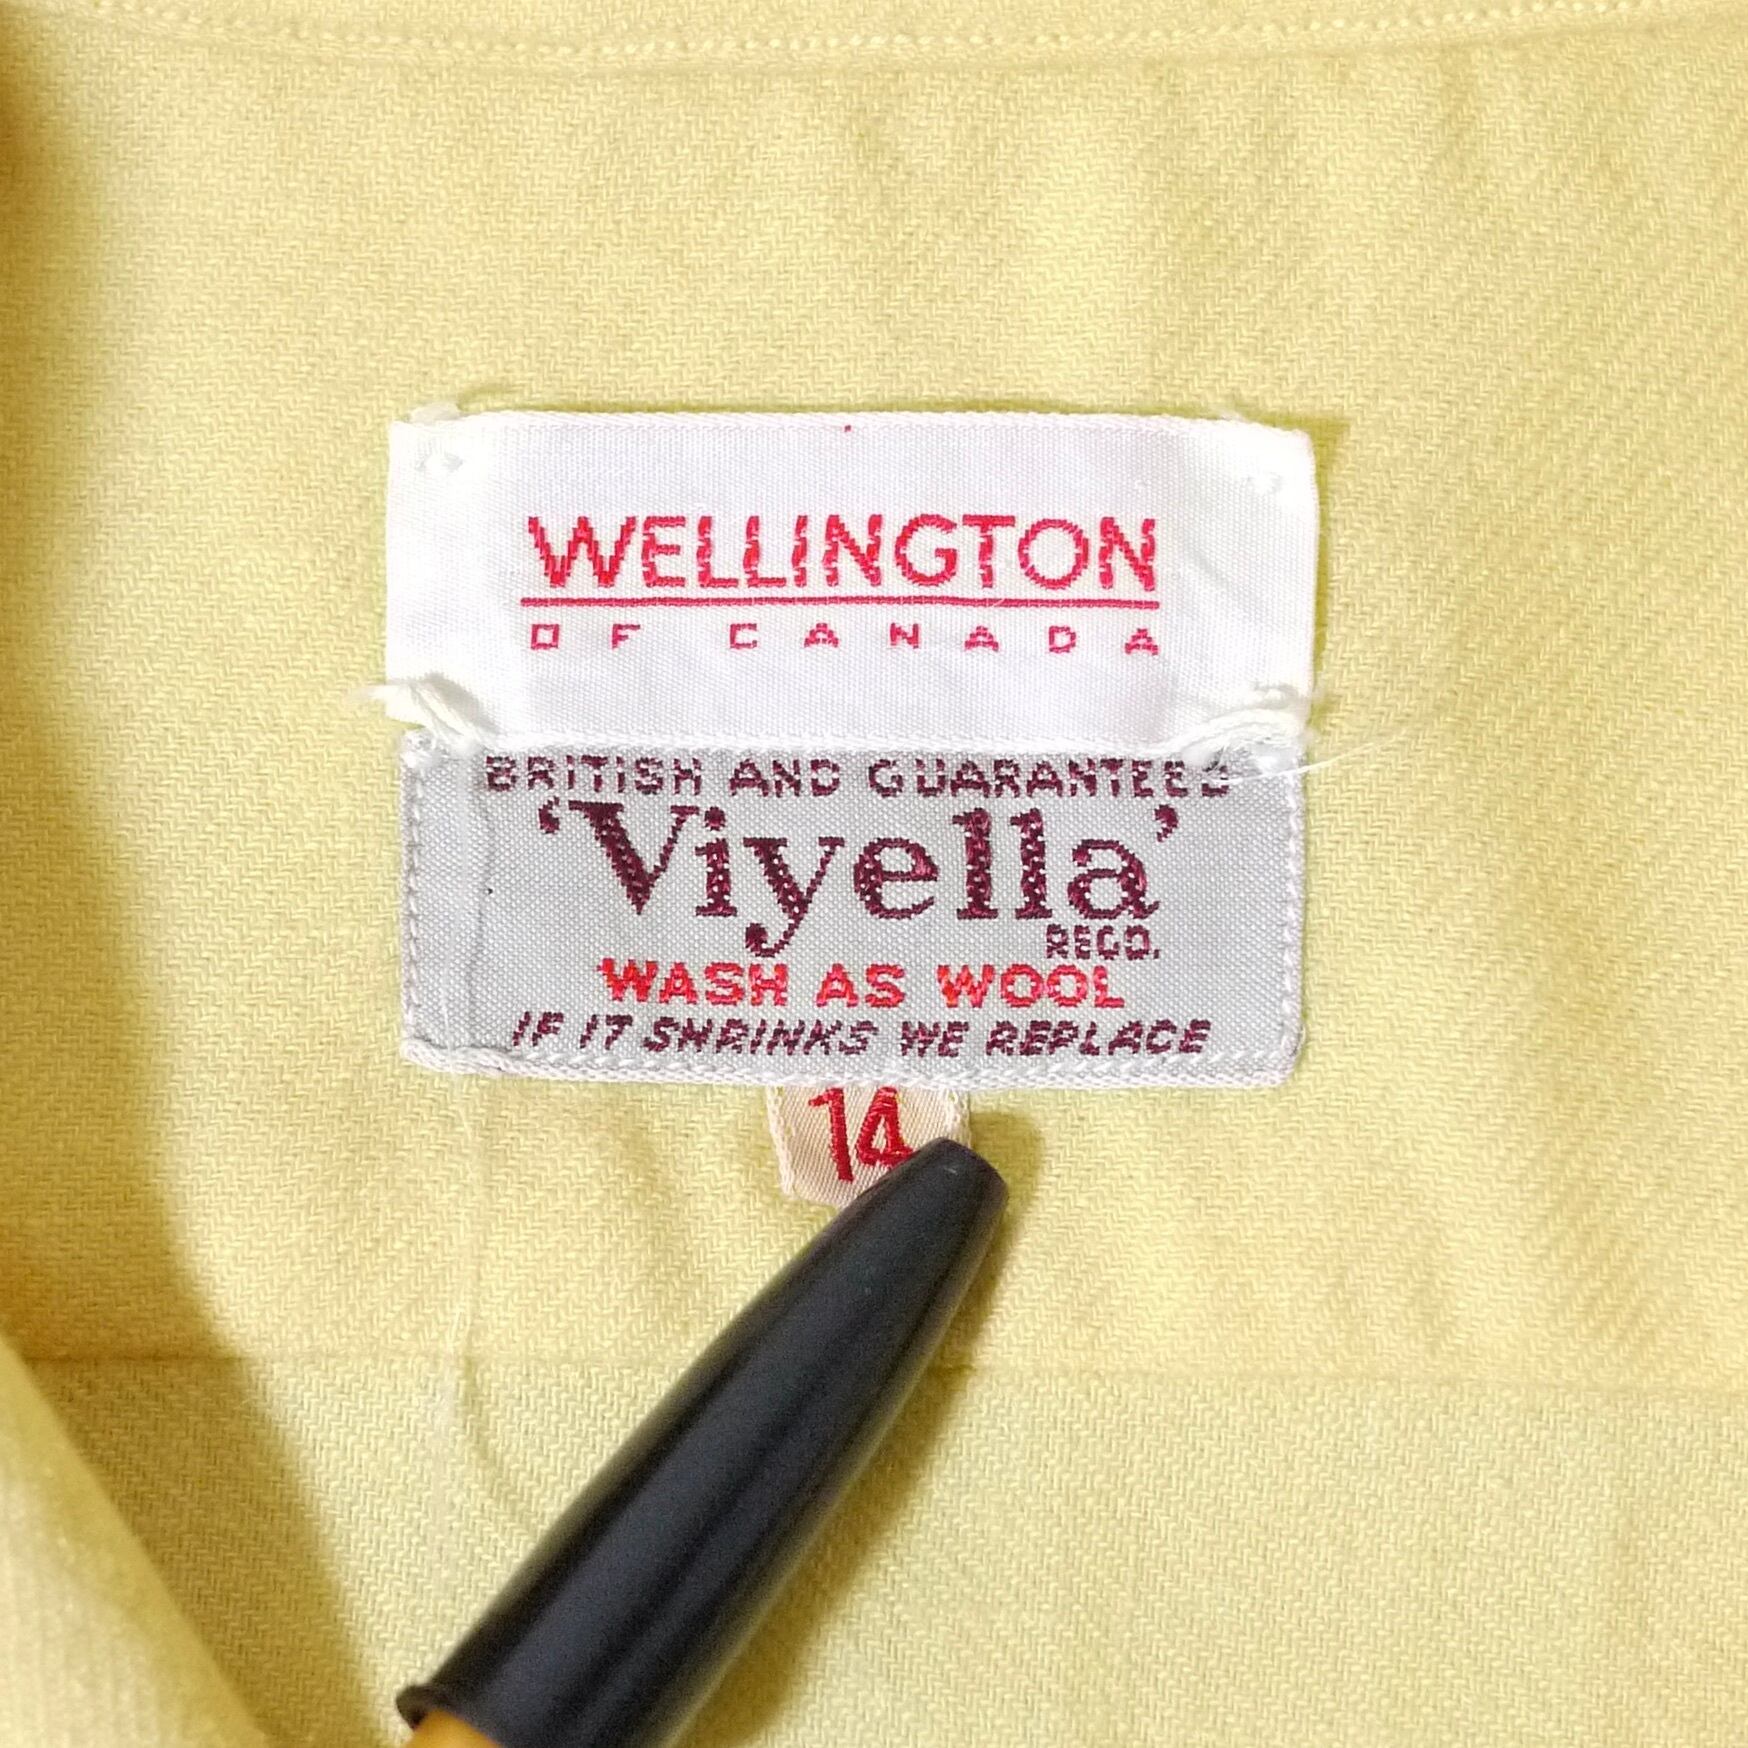 WELLINGTON
OF CANADA
BRITISH AND GUARANTEED
'Viyella'
REGD.
WASH AS WOOL
IF IT SHRINKS WE REPLACE
14